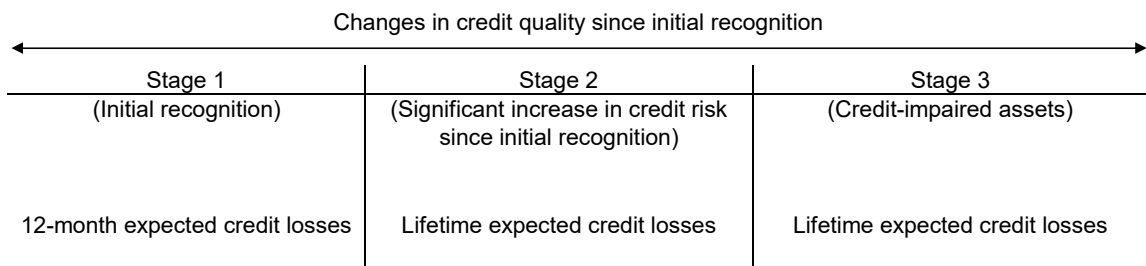 Changes in credit quality since initial recognition
Stage 1
Stage 2
Stage 3
(Initial recognition)
(Significant increase in credit risk
since initial recognition)
(Credit-impaired assets)
12-month expected credit losses
Lifetime expected credit losses
Lifetime expected credit losses